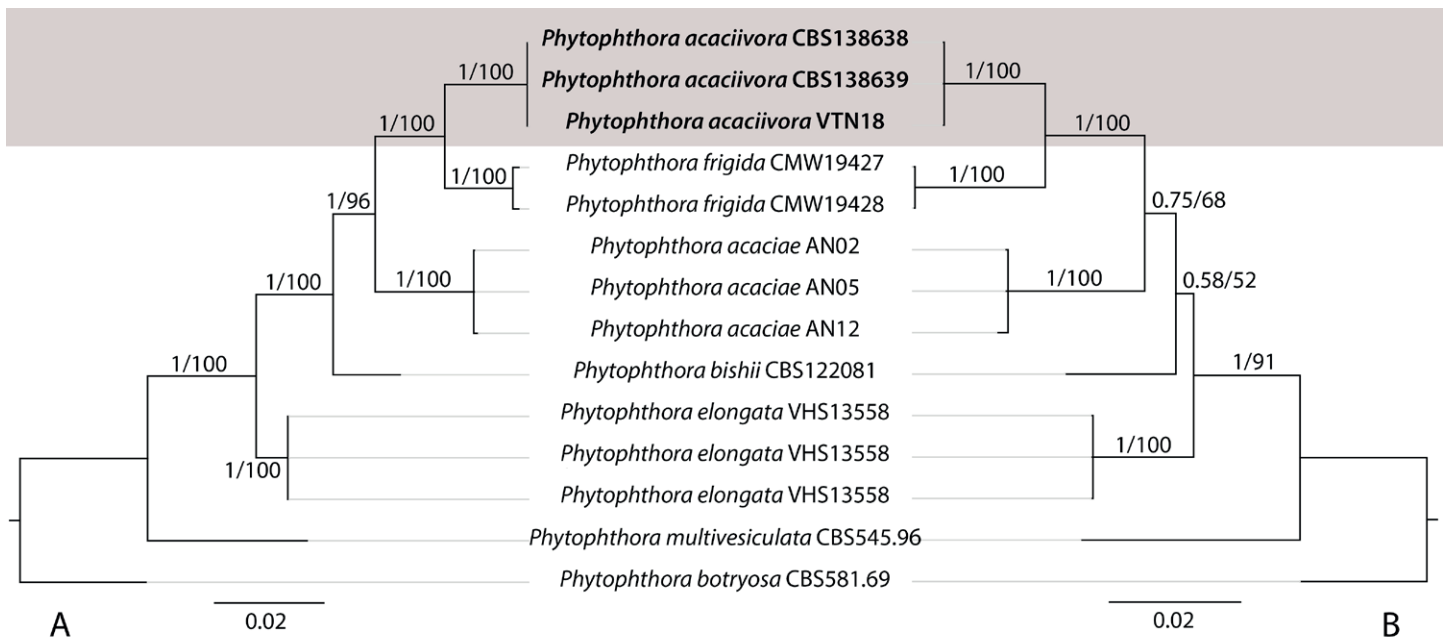 Phytophthora acaciivora CBS138638
1/100 Phytophthora acaciivora CBS138639 1/100
1/100 Phytophthora acaciivora VTN18 1/100
1/100 Phytophthora frigida CMW19427 1/100
1/96 Phytophthora frigida CMW19428 0.75/68
Phytophthora acaciae AN02
1/100 1/100 Phytophthora acaciae AN05 1/100 0.58/52
Phytophthora acaciae AN12
1/100 Phytophthora bishii CBS122081 1/91
Phytophthora elongata VHS13558
1/100 Phytophthora elongata VHS13558 1/100
Phytophthora elongata VHS13558
Phytophthora multivesiculata CBS545.96
Phytophthora botryosa CBS581.69
A 0.02 0.02 B